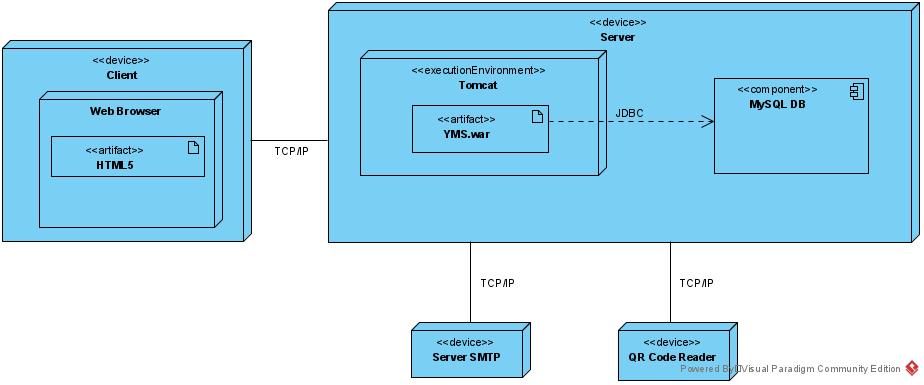 <<device>>
Server
<<device>>
Client
Web Browser
<<artifact>>
HTML5
TCP/IP
<<executionEnvironment>>
Tomcat
<<artifact>>
YMS.war
JDBC
<<component>>
MySQL DB
TCP/IP
TCP/IP
<<device>>
Server SMTP
<<device>>
QR Code Reader
Powered By Visual Paradigm Community Edition